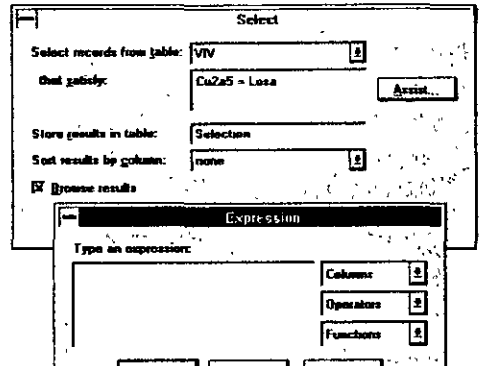 Select
Select records from table: VIV
that satisfy: Cu2a5 = Losa
Assist...
Store results in table: Selection
Sort results by column: none
Browse results
Expression
Type an expression:
Columns
Operators
Functions